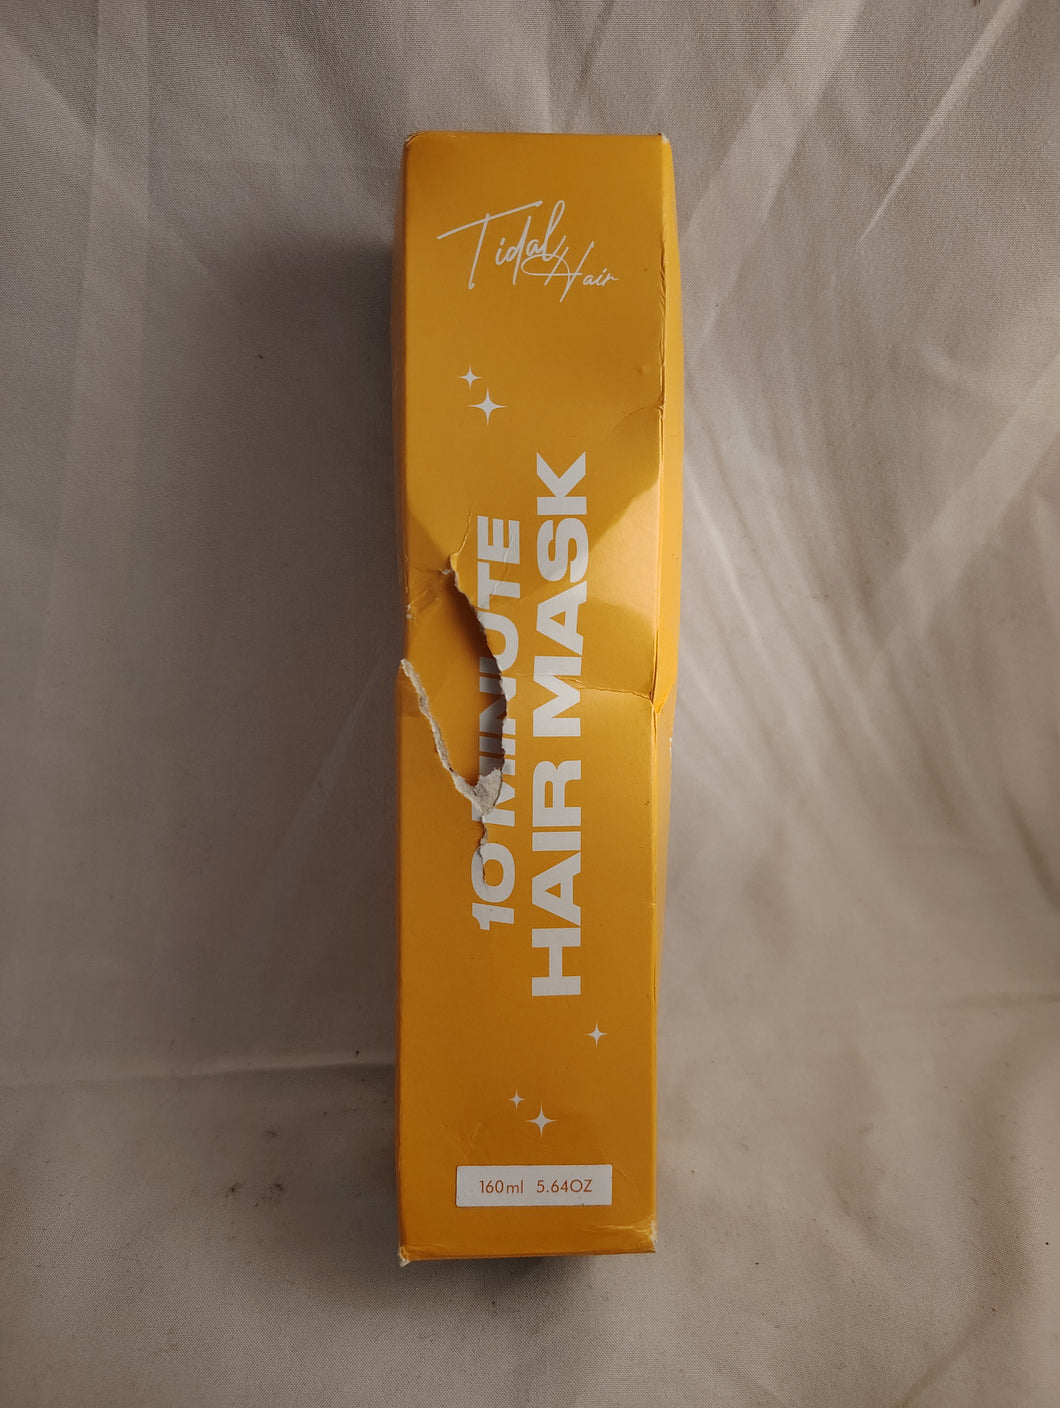 Tidal
Hair
10 MINUTE
HAIR MASK
160ml 5.64OZ